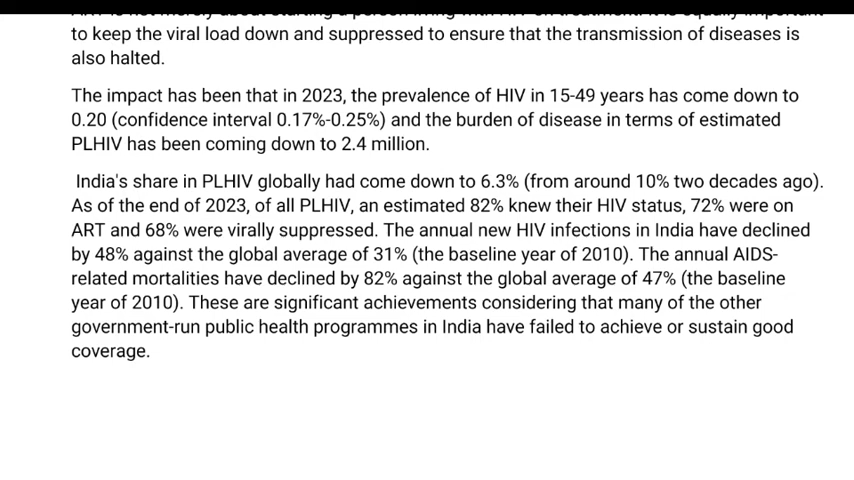 to keep the viral load down and suppressed to ensure that the transmission of diseases is
also halted.
The impact has been that in 2023, the prevalence of HIV in 15-49 years has come down to
0.20 (confidence interval 0.17%-0.25%) and the burden of disease in terms of estimated
PLHIV has been coming down to 2.4 million.
India's share in PLHIV globally had come down to 6.3% (from around 10% two decades ago).
As of the end of 2023, of all PLHIV, an estimated 82% knew their HIV status, 72% were on
ART and 68% were virally suppressed. The annual new HIV infections in India have declined
by 48% against the global average of 31% (the baseline year of 2010). The annual AIDS-
related mortalities have declined by 82% against the global average of 47% (the baseline
year of 2010). These are significant achievements considering that many of the other
government-run public health programmes in India have failed to achieve or sustain good
coverage.